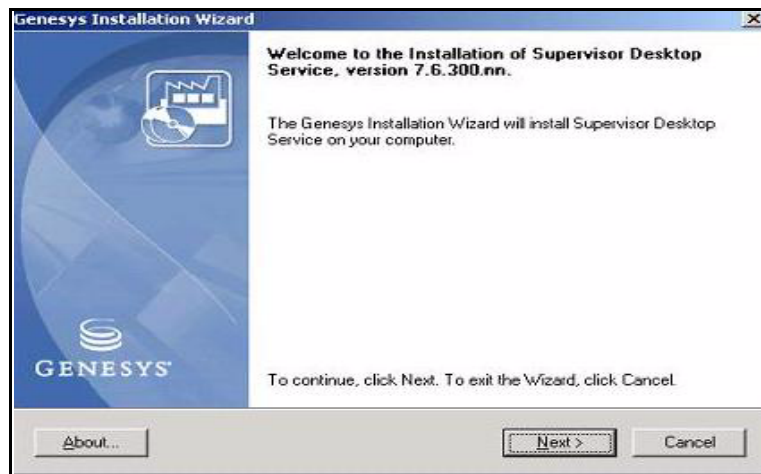 Genesys Installation Wizard
Welcome to the Installation of Supervisor Desktop
Service, version 7.6.300.nn.
The Genesys Installation Wizard will install Supervisor Desktop
Service on your computer.
GENESYS
To continue, click Next. To exit the Wizard, click Cancel.
About...
Next >
Cancel